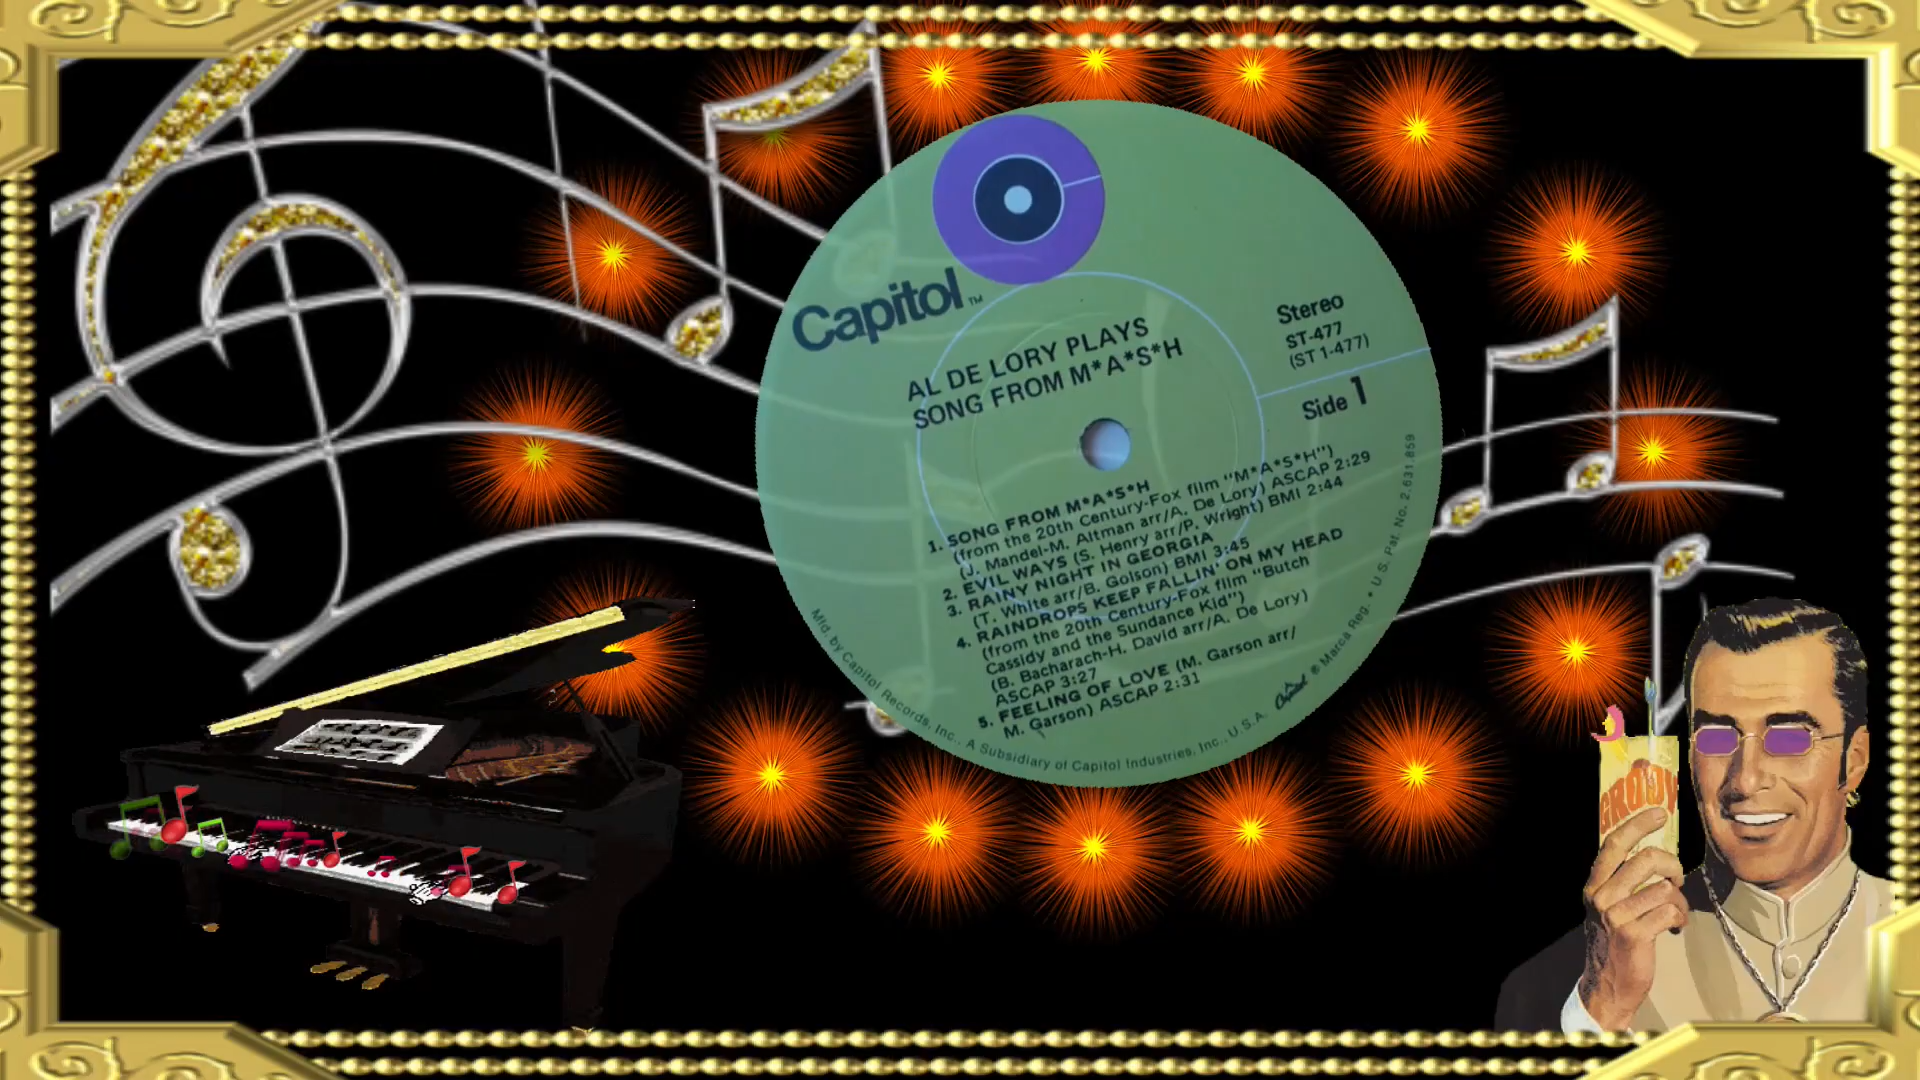 Capitol™
AL DE LORY PLAYS
SONG FROM M*A*S*H
Stereo
ST-477
(ST 1-477)
Side 1
1. SONG FROM M*A*S*H
(from the 20th Century-Fox film "M*A*S*H")
(J. Mandel-M. Altman arr/A. De Lory) ASCAP 2:29
2. EVIL WAYS (S. Henry arr/P. Wright) BMI 2:44
3. RAINY NIGHT IN GEORGIA
(T. White arr/B. Golson) BMI 3:45
4. RAINDROPS KEEP FALLIN' ON MY HEAD
(from the 20th Century-Fox film "Butch
Cassidy and the Sundance Kid")
(B. Bacharach-H. David arr/A. De Lory)
ASCAP 3:27
5. FEELING OF LOVE (M. Garson arr/
M. Garson) ASCAP 2:31
Mfd. by Capitol Records, Inc., A Subsidiary of Capitol Industries, Inc., U.S.A. Capitol ® Marca Reg. • U.S. Pat. No. 2,631,859
GROOVY